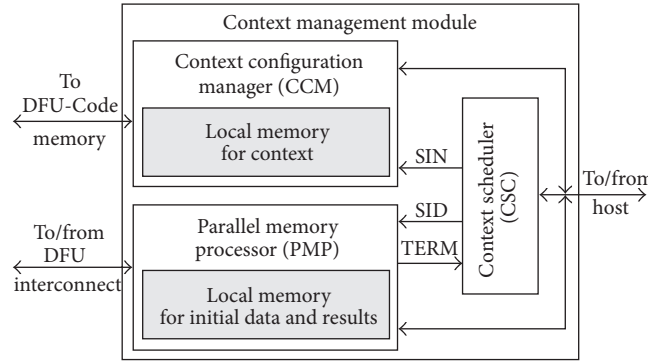 Context management module
Context configuration
manager (CCM)
Local memory
for context
To
DFU-Code
memory
SIN
SID
TERM
Context scheduler
(CSC)
To/from
host
Parallel memory
processor (PMP)
Local memory
for initial data and results
To/from
DFU
interconnect